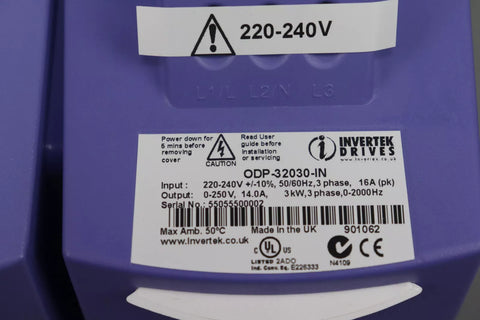 220-240V
L1/L L2/N L3
Power down for
5 mins before
removing
cover
CAUTION
Read User
guide before
installation
or servicing
INVERTEK
DRIVES
www.invertek.co.uk
ODP-32030-IN
Input: 220-240V +/-10%, 50/60Hz, 3 phase, 16A (pk)
Output: 0-250V, 14.0A, 3kW, 3 phase, 0-2000Hz
Serial No.: 55055500002
Max Amb. 50°C Made in the UK 901062
www.invertek.co.uk
C UL US
LISTED 2ADO
Ind. Conv. Eq. E226333
N4109